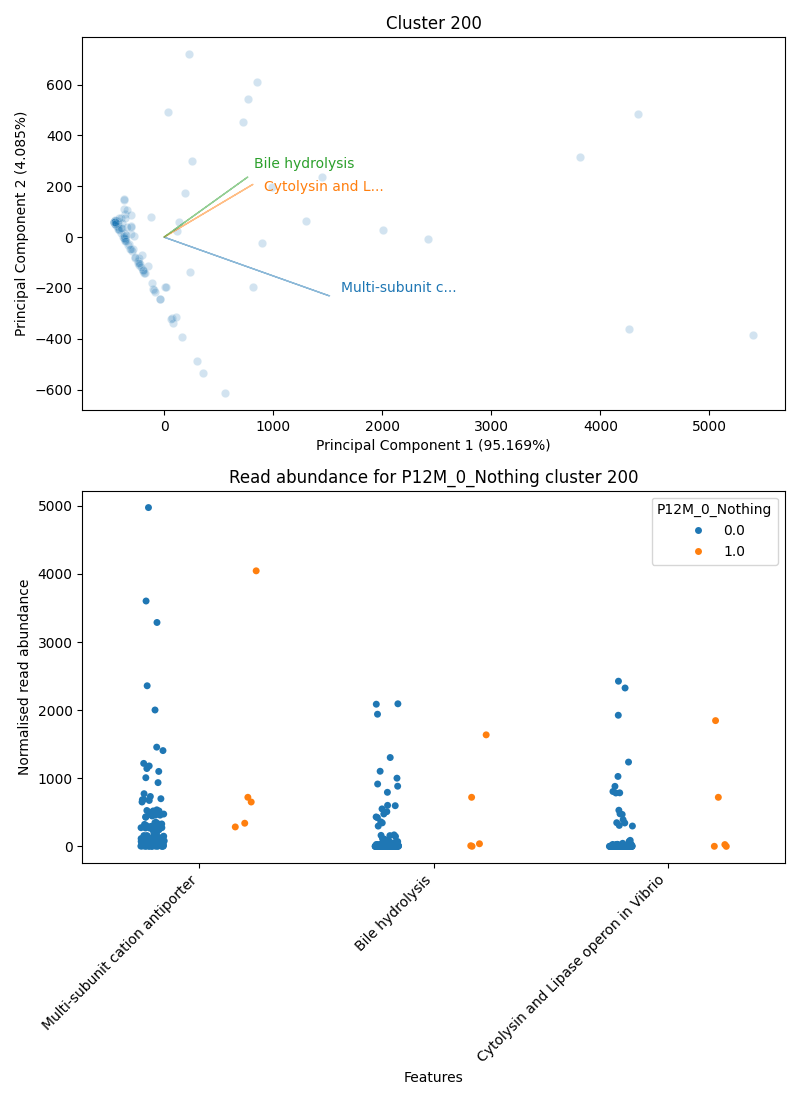 Cluster 200
Principal Component 2 (4.085%)
600
400
200
0
−200
−400
−600
Bile hydrolysis
Cytolysin and L...
Multi-subunit c...
0
1000
2000
3000
4000
5000
Principal Component 1 (95.169%)
Read abundance for P12M_0_Nothing cluster 200
Normalised read abundance
5000
4000
3000
2000
1000
0
P12M_0_Nothing
0.0
1.0
Multi-subunit cation antiporter
Bile hydrolysis
Cytolysin and Lipase operon in Vibrio
Features